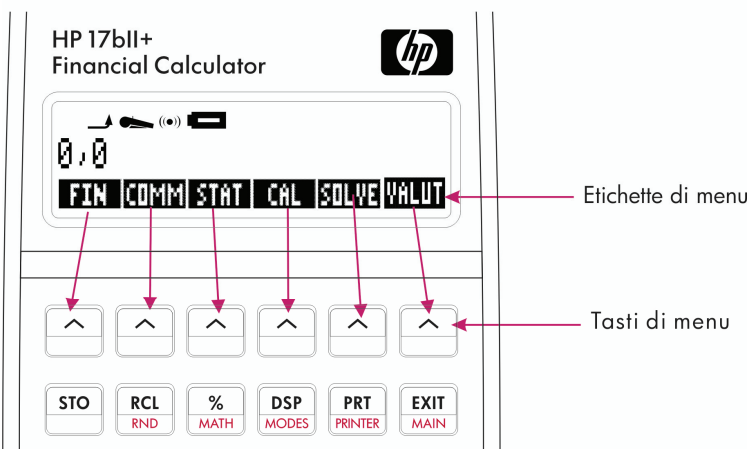 HP 17bII+
Financial Calculator
hp
0,0
FIN COMM STAT CAL SOLVE VALUT
Etichette di menu
Tasti di menu
STO RCL % DSP PRT EXIT
RND MATH MODES PRINTER MAIN